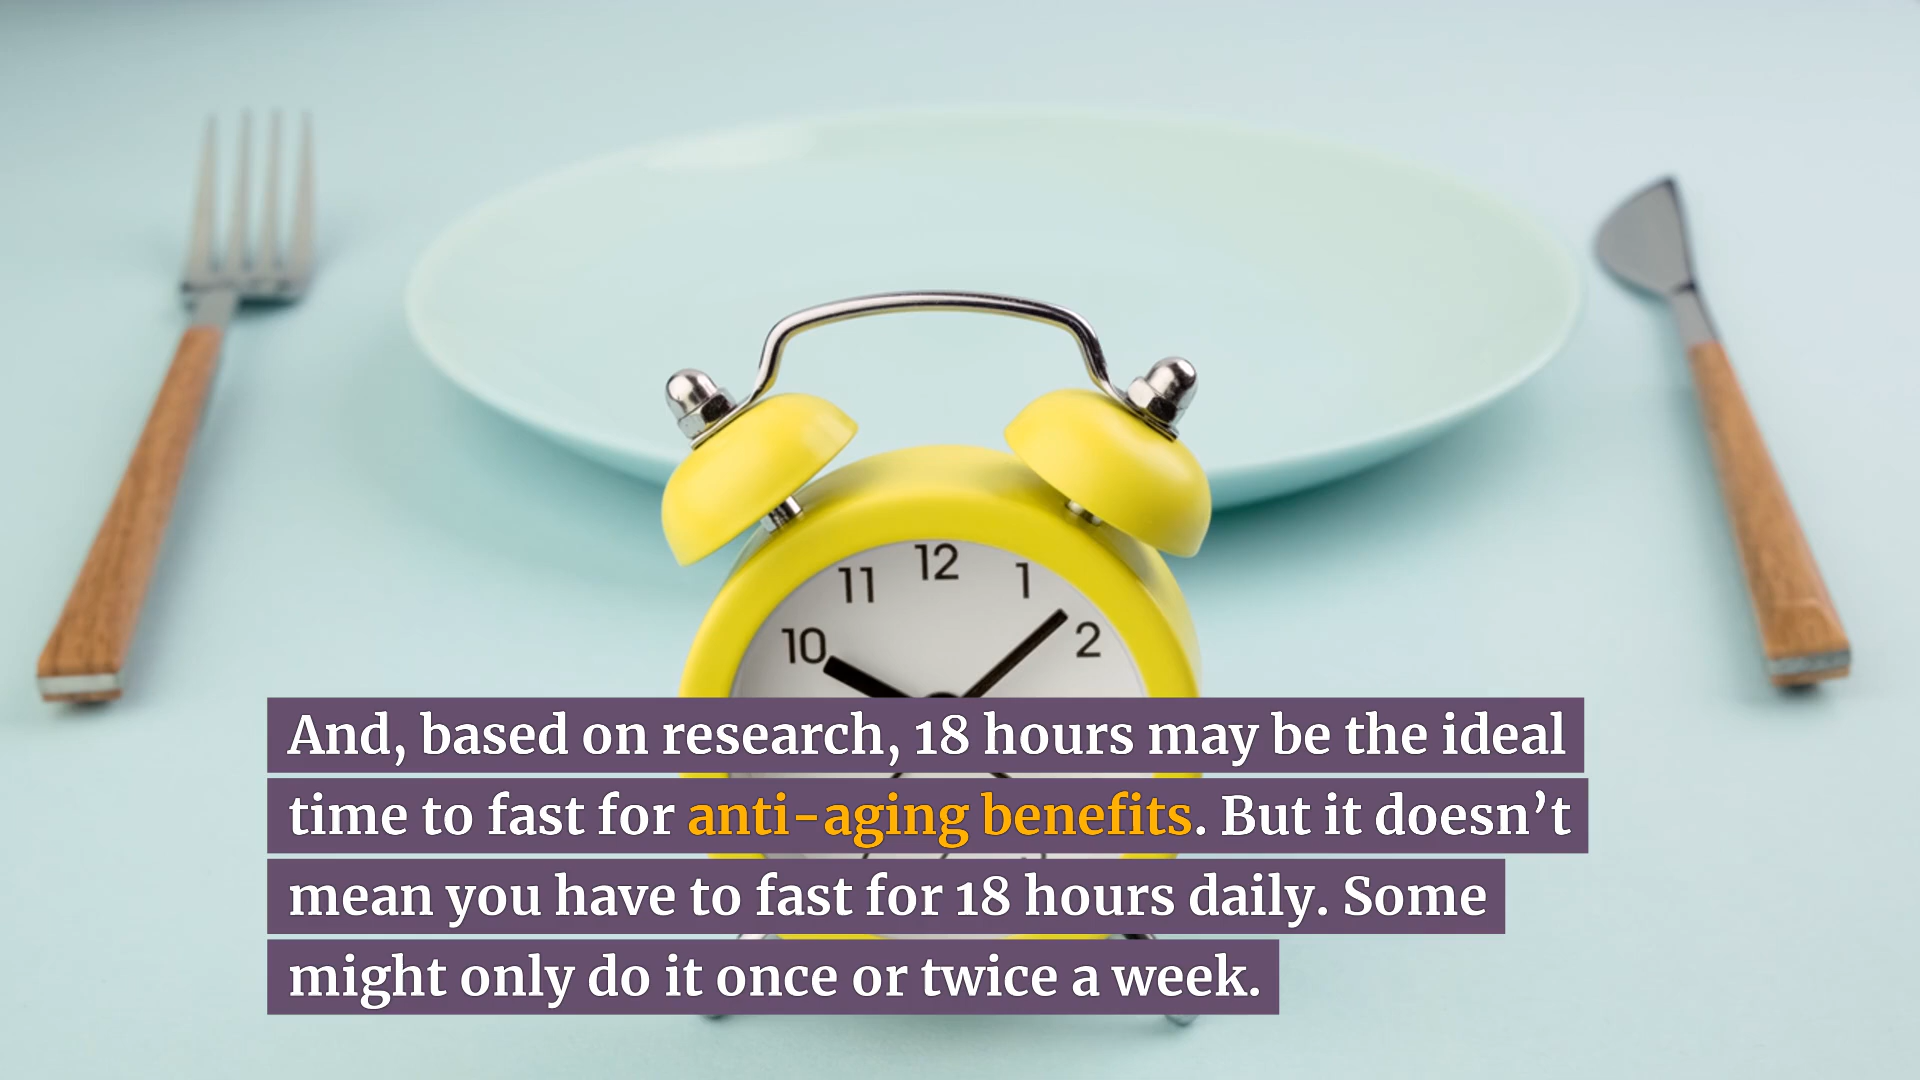 12
11
1
10
2
And, based on research, 18 hours may be the ideal
time to fast for anti-aging benefits. But it doesn’t
mean you have to fast for 18 hours daily. Some
might only do it once or twice a week.